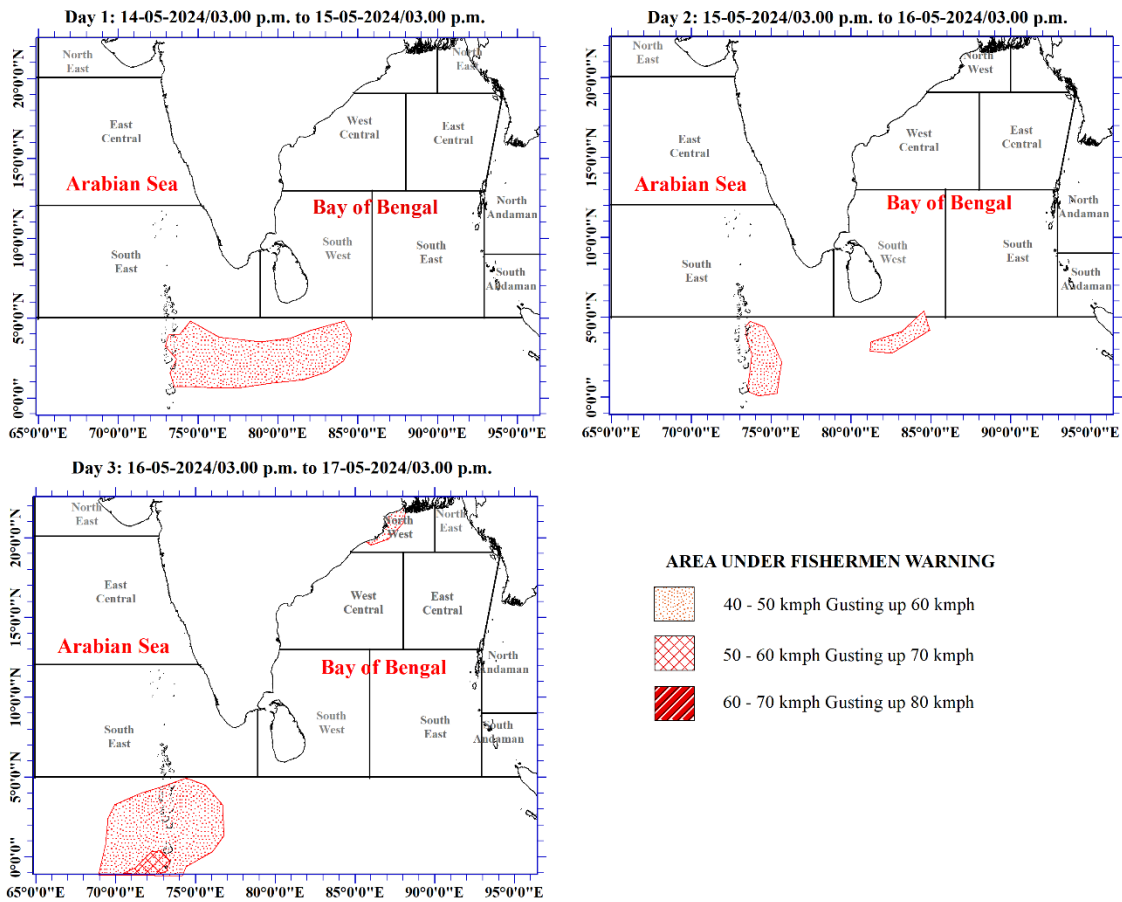 Day 1: 14-05-2024/03.00 p.m. to 15-05-2024/03.00 p.m.
North
East
North
East
20°0'0"N
East
Central
West
Central
East
Central
15°0'0"N
Arabian Sea
Bay of Bengal
North
Andaman
10°0'0"N
South
East
South
West
South
East
South
Andaman
5°0'0"N
0°0'0"
65°0'0"E 70°0'0"E 75°0'0"E 80°0'0"E 85°0'0"E 90°0'0"E 95°0'0"E
Day 2: 15-05-2024/03.00 p.m. to 16-05-2024/03.00 p.m.
North
East
North
West
20°0'0"N
East
Central
West
Central
East
Central
15°0'0"N
Arabian Sea
Bay of Bengal
North
Andaman
10°0'0"N
South
East
South
West
South
East
South
Andaman
5°0'0"N
0°0'0"
65°0'0"E 70°0'0"E 75°0'0"E 80°0'0"E 85°0'0"E 90°0'0"E 95°0'0"E
Day 3: 16-05-2024/03.00 p.m. to 17-05-2024/03.00 p.m.
North
East
North
West
North
East
20°0'0"N
East
Central
West
Central
East
Central
15°0'0"N
Arabian Sea
Bay of Bengal
North
Andaman
10°0'0"N
South
East
South
West
South
East
South
Andaman
5°0'0"N
0°0'0"
65°0'0"E 70°0'0"E 75°0'0"E 80°0'0"E 85°0'0"E 90°0'0"E 95°0'0"E
AREA UNDER FISHERMEN WARNING
40 - 50 kmph Gusting up 60 kmph
50 - 60 kmph Gusting up 70 kmph
60 - 70 kmph Gusting up 80 kmph